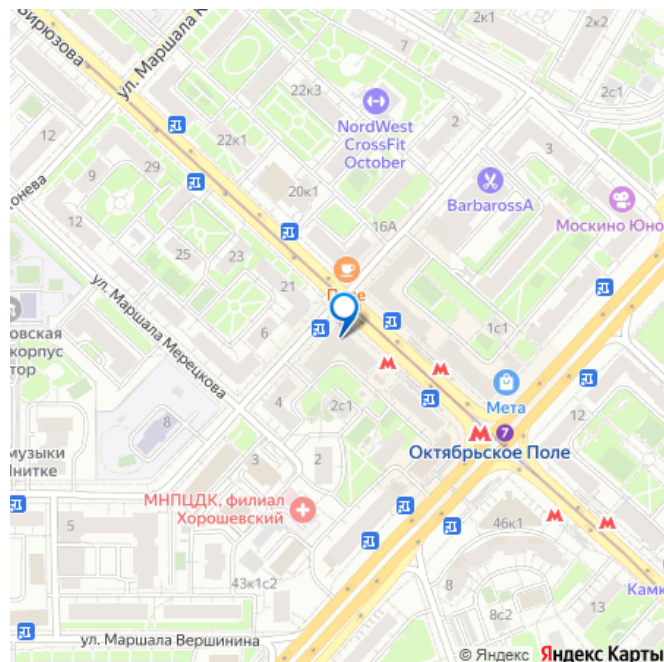 Бирюзова
ул. Маршала К
2к1
7
2с1
22к3
NordWest
CrossFit
October
2
3
12
22к1
29
9
онева
20к1
BarbarossA
Москино Юно
12
16А
25
23
21
ул. Маршала Мерецкова
6
1с1
овская
корпус
тор
4
2с1
Мета
12
7
Октябрьское Поле
8
музыки
Инитке
3
2
МНПЦДК, филиал
Хорошевский
5
46к1
43к1с2
8
8с2
13
Камк
ул. Маршала Вершинина
© Яндекс Яндекс Карты